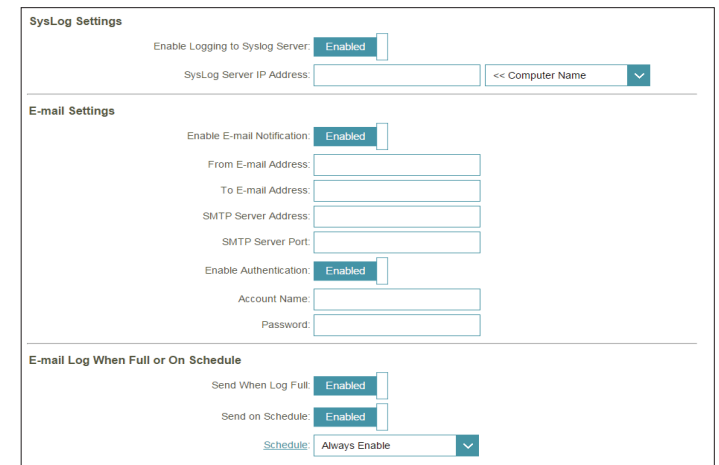 SysLog Settings
Enable Logging to Syslog Server: Enabled
SysLog Server IP Address: << Computer Name
E-mail Settings
Enable E-mail Notification: Enabled
From E-mail Address:
To E-mail Address:
SMTP Server Address:
SMTP Server Port:
Enable Authentication: Enabled
Account Name:
Password:
E-mail Log When Full or On Schedule
Send When Log Full: Enabled
Send on Schedule: Enabled
Schedule: Always Enable